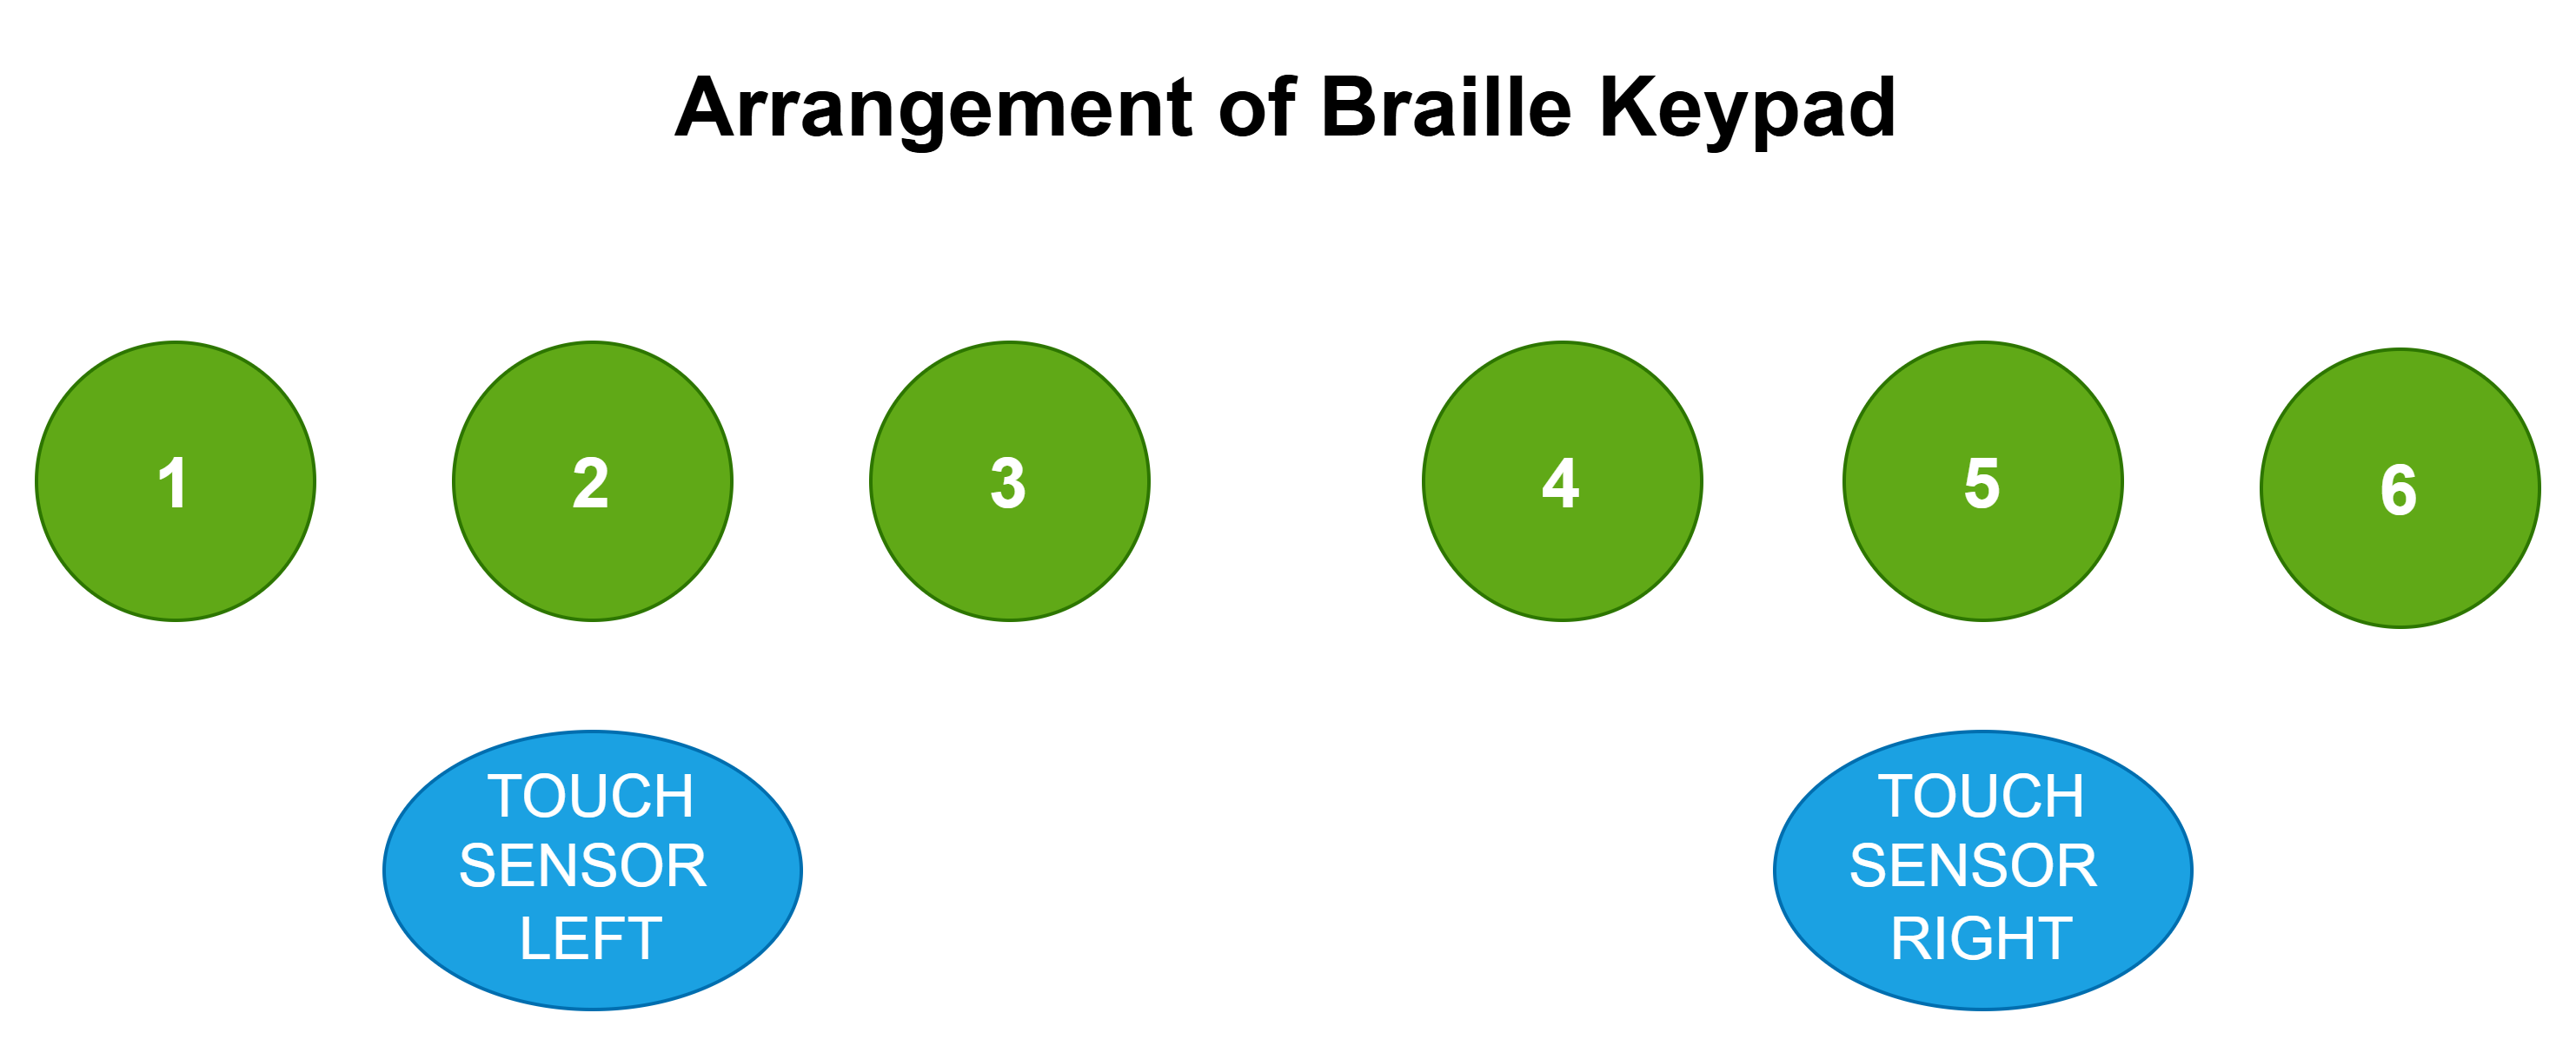 Arrangement of Braille Keypad
1 2 3 4 5 6
TOUCH
SENSOR
LEFT
TOUCH
SENSOR
RIGHT